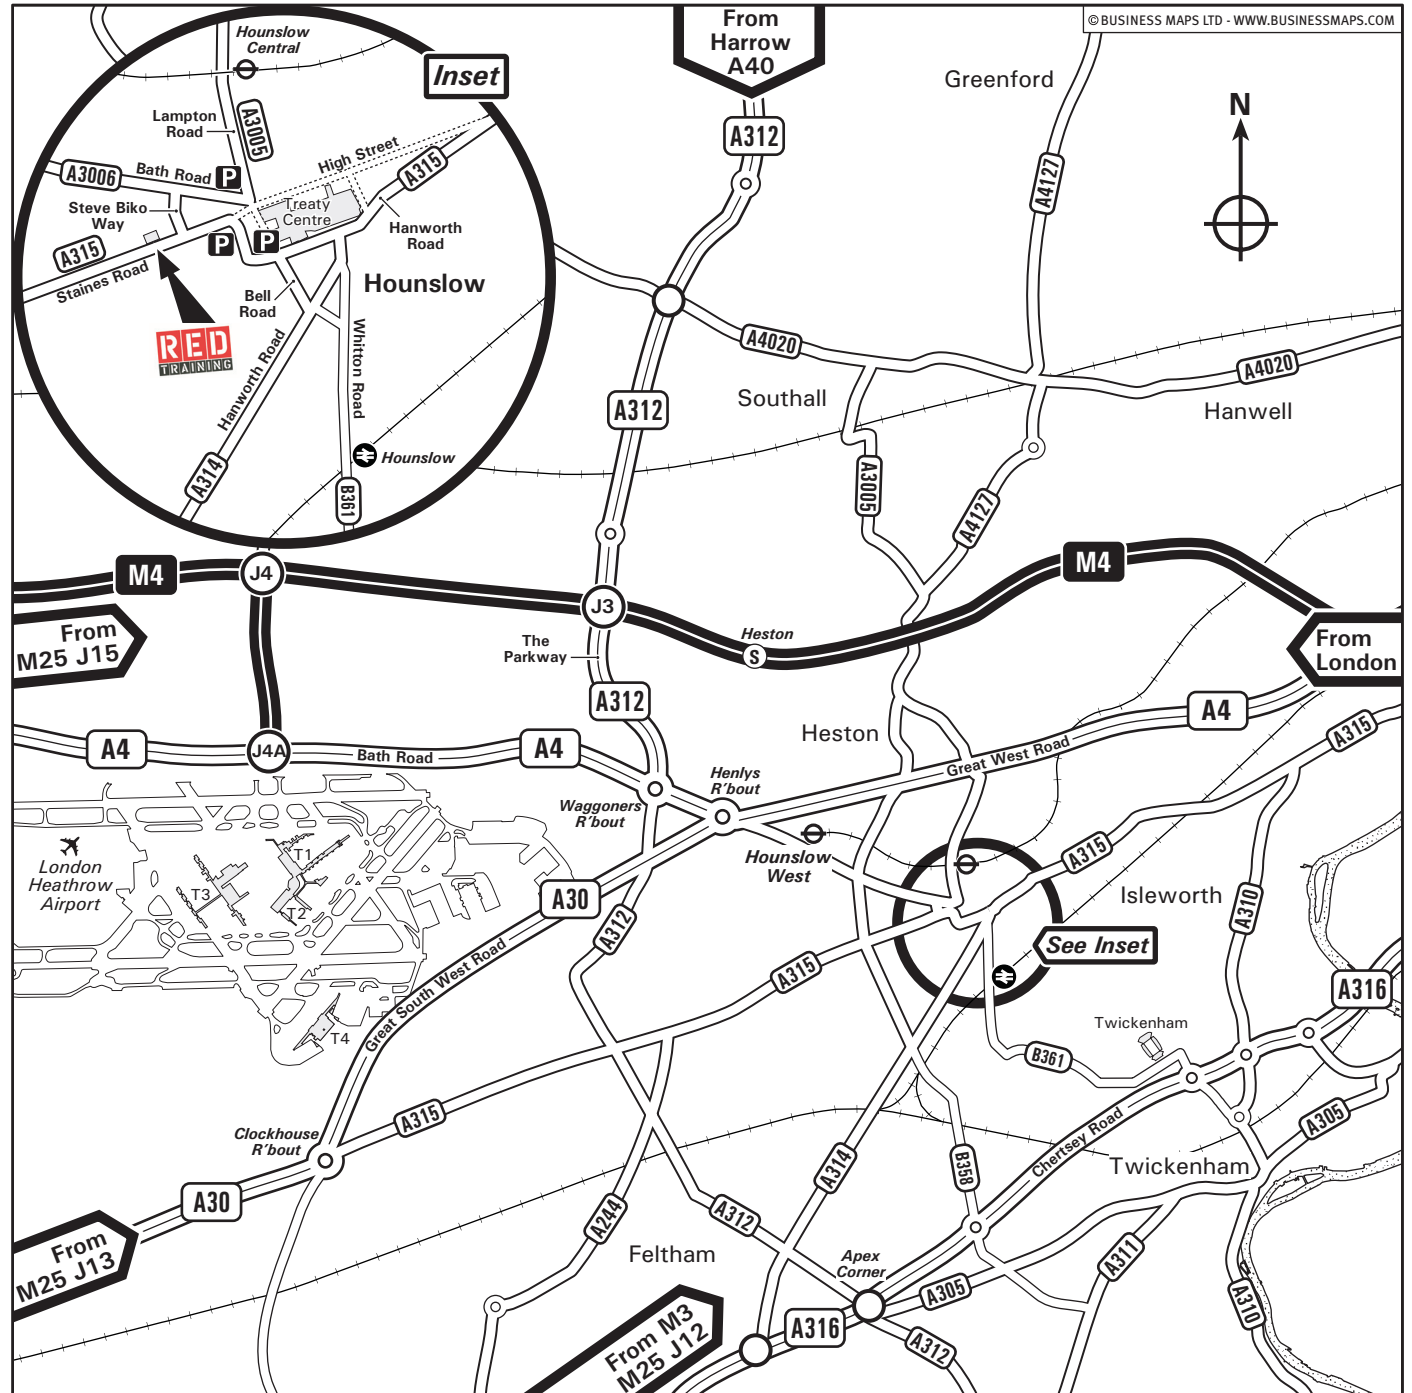 © BUSINESS MAPS LTD - WWW.BUSINESSMAPS.COM
From
Harrow
A40
Greenford
N
Inset
Hounslow
Central
Lampton
Road
A3005
High Street
A315
Bath Road
P
A3006
Steve Biko
Way
Treaty
Centre
Hanworth
Road
P
P
A315
Staines Road
Bell
Road
Hounslow
RED
TRAINING
Hanworth Road
Whitton Road
A314
Hounslow
B361
A312
A4127
A4020
A4020
Southall
Hanwell
A312
A3005
A4127
M4
J4
M4
J3
From
M25 J15
The
Parkway
Heston
S
From
London
A312
A4
Heston
A4
J4A
Bath Road
A4
Great West Road
A315
Henlys
R'bout
Waggoners
R'bout
Hounslow
West
A315
London
Heathrow
Airport
T1
T3
T2
T4
A30
A312
Isleworth
A310
See Inset
A315
A316
Great South West Road
Twickenham
B361
Clockhouse
R'bout
A315
A305
Chertsey Road
A314
B358
Twickenham
A30
A244
A312
From
M25 J13
Feltham
Apex
Corner
A311
A305
A310
From M3
M25 J12
A316
A312